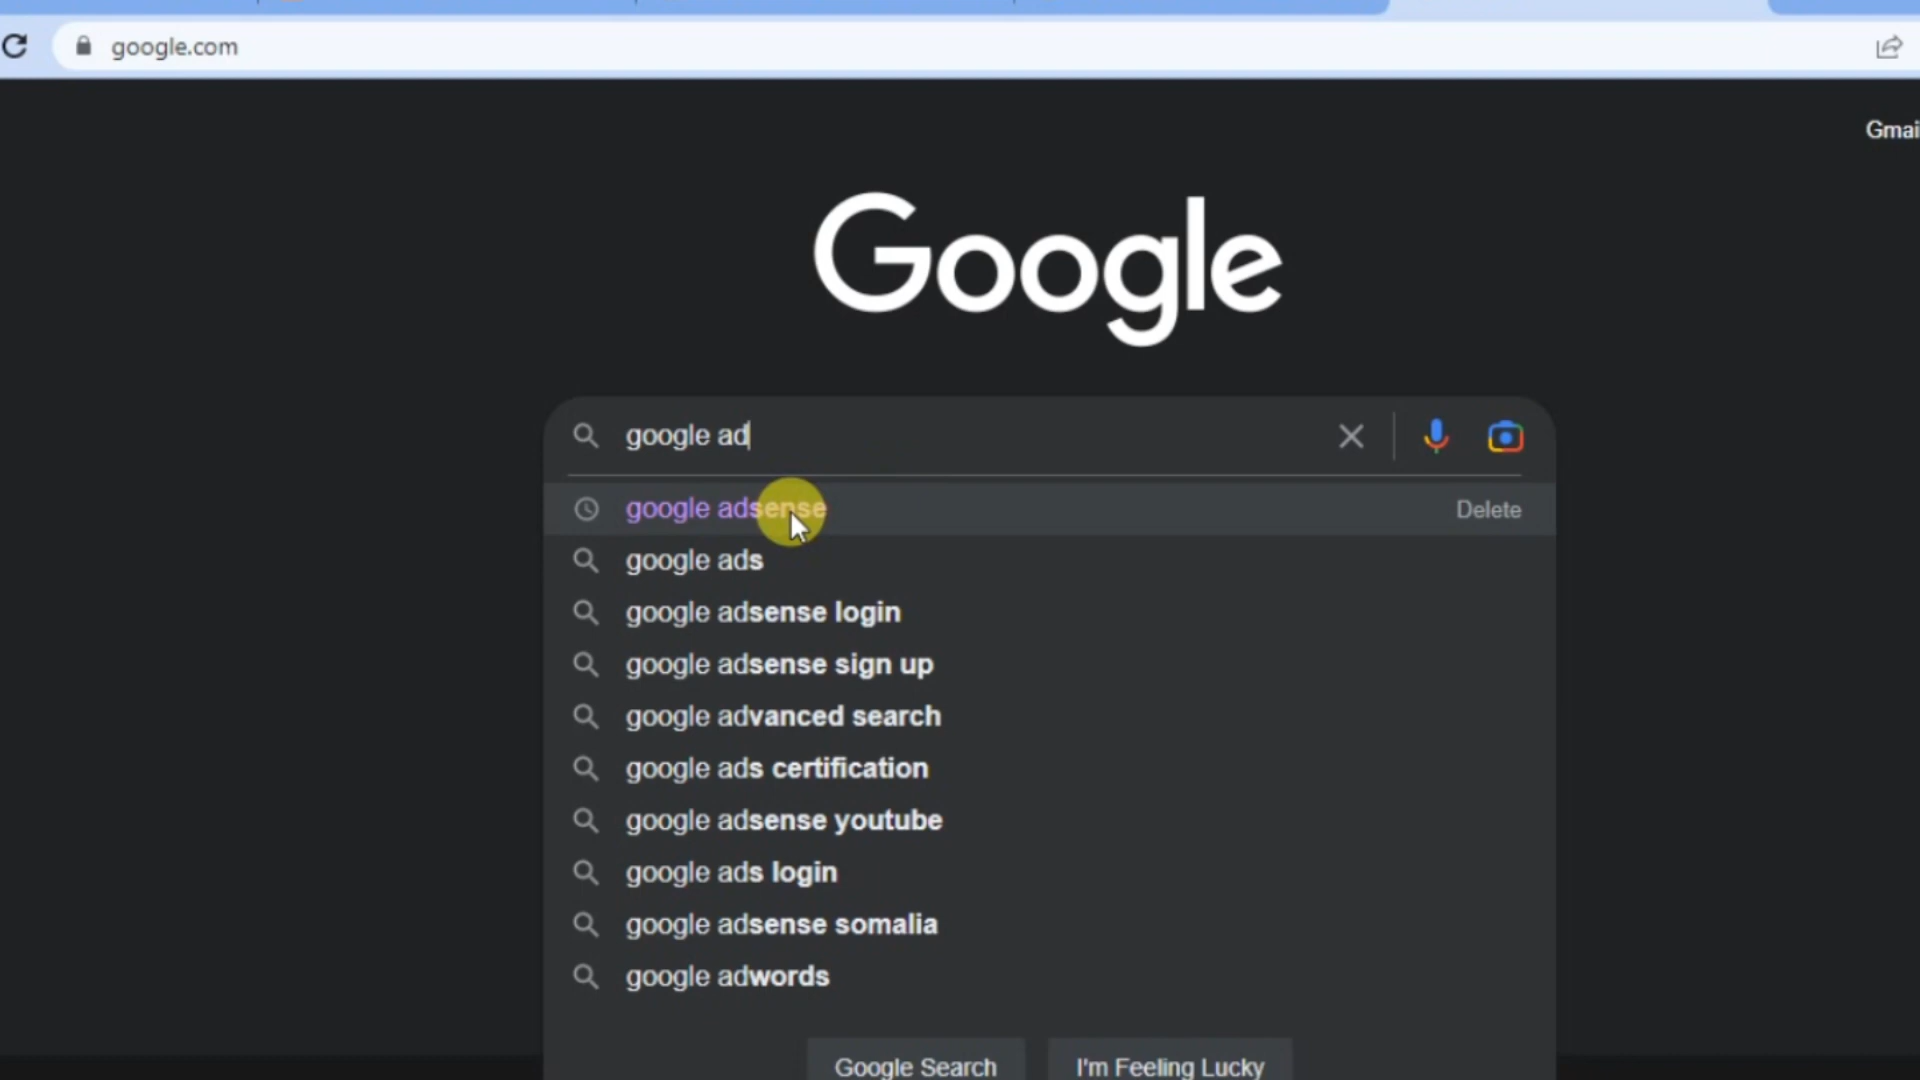 google.com
Gmai
Google
google ad
google adsense
Delete
google ads
google adsense login
google adsense sign up
google advanced search
google ads certification
google adsense youtube
google ads login
google adsense somalia
google adwords
Google Search
I'm Feeling Lucky